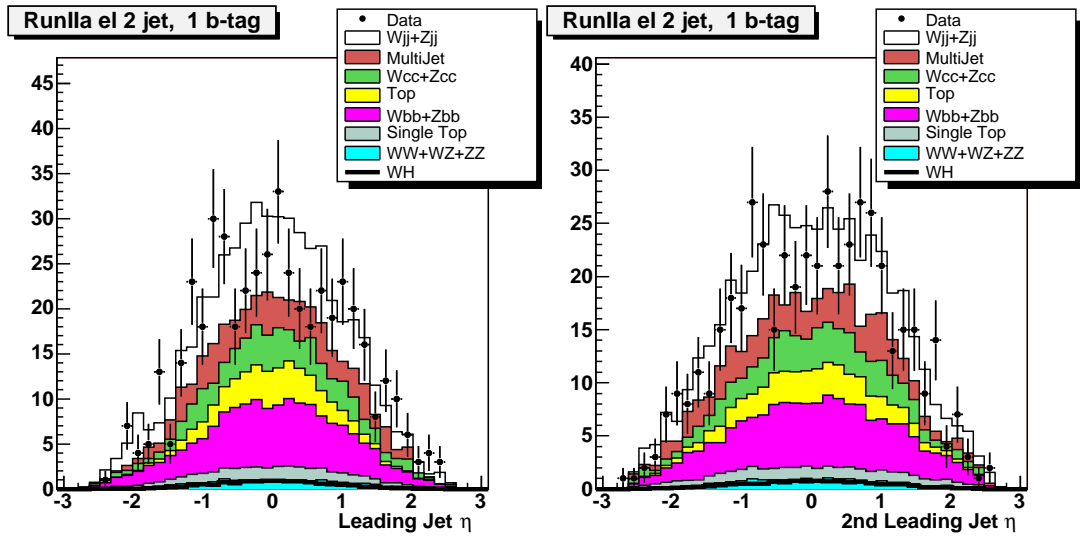 RunIIa el 2 jet, 1 b-tag
Data
Wjj+Zjj
MultiJet
Wcc+Zcc
Top
Wbb+Zbb
Single Top
WW+WZ+ZZ
WH
45
40
35
30
25
20
15
10
5
0
-3 -2 -1 0 1 2 3
Leading Jet η
RunIIa el 2 jet, 1 b-tag
Data
Wjj+Zjj
MultiJet
Wcc+Zcc
Top
Wbb+Zbb
Single Top
WW+WZ+ZZ
WH
40
35
30
25
20
15
10
5
0
-3 -2 -1 0 1 2 3
2nd Leading Jet η